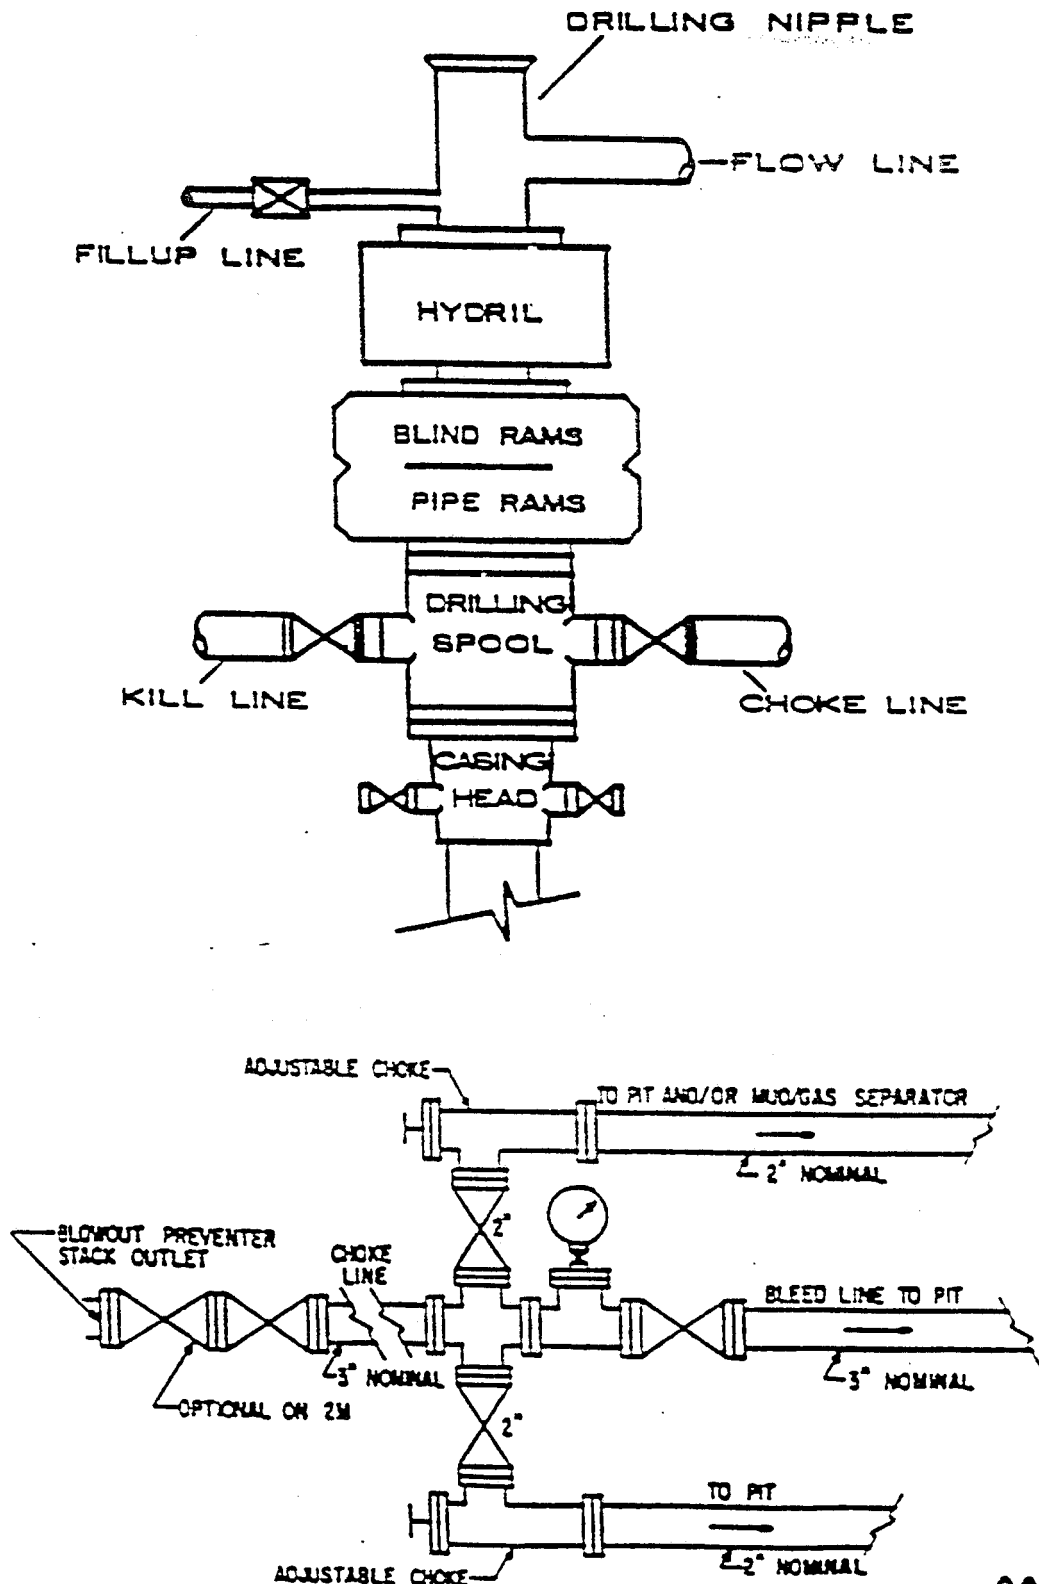 DRILLING NIPPLE
FLOW LINE
FILLUP LINE
HYDRIL
BLIND RAMS
PIPE RAMS
DRILLING
SPOOL
KILL LINE
CHOKE LINE
CASING
HEAD
ADJUSTABLE CHOKE
TO PIT AND/OR MUD/GAS SEPARATOR
2" NOMINAL
2"
BLOWOUT PREVENTER
STACK OUTLET
CHOKE
LINE
BLEED LINE TO PIT
3" NOMINAL
3" NOMINAL
OPTIONAL ON 2M
2"
TO PIT
2" NOMINAL
ADJUSTABLE CHOKE